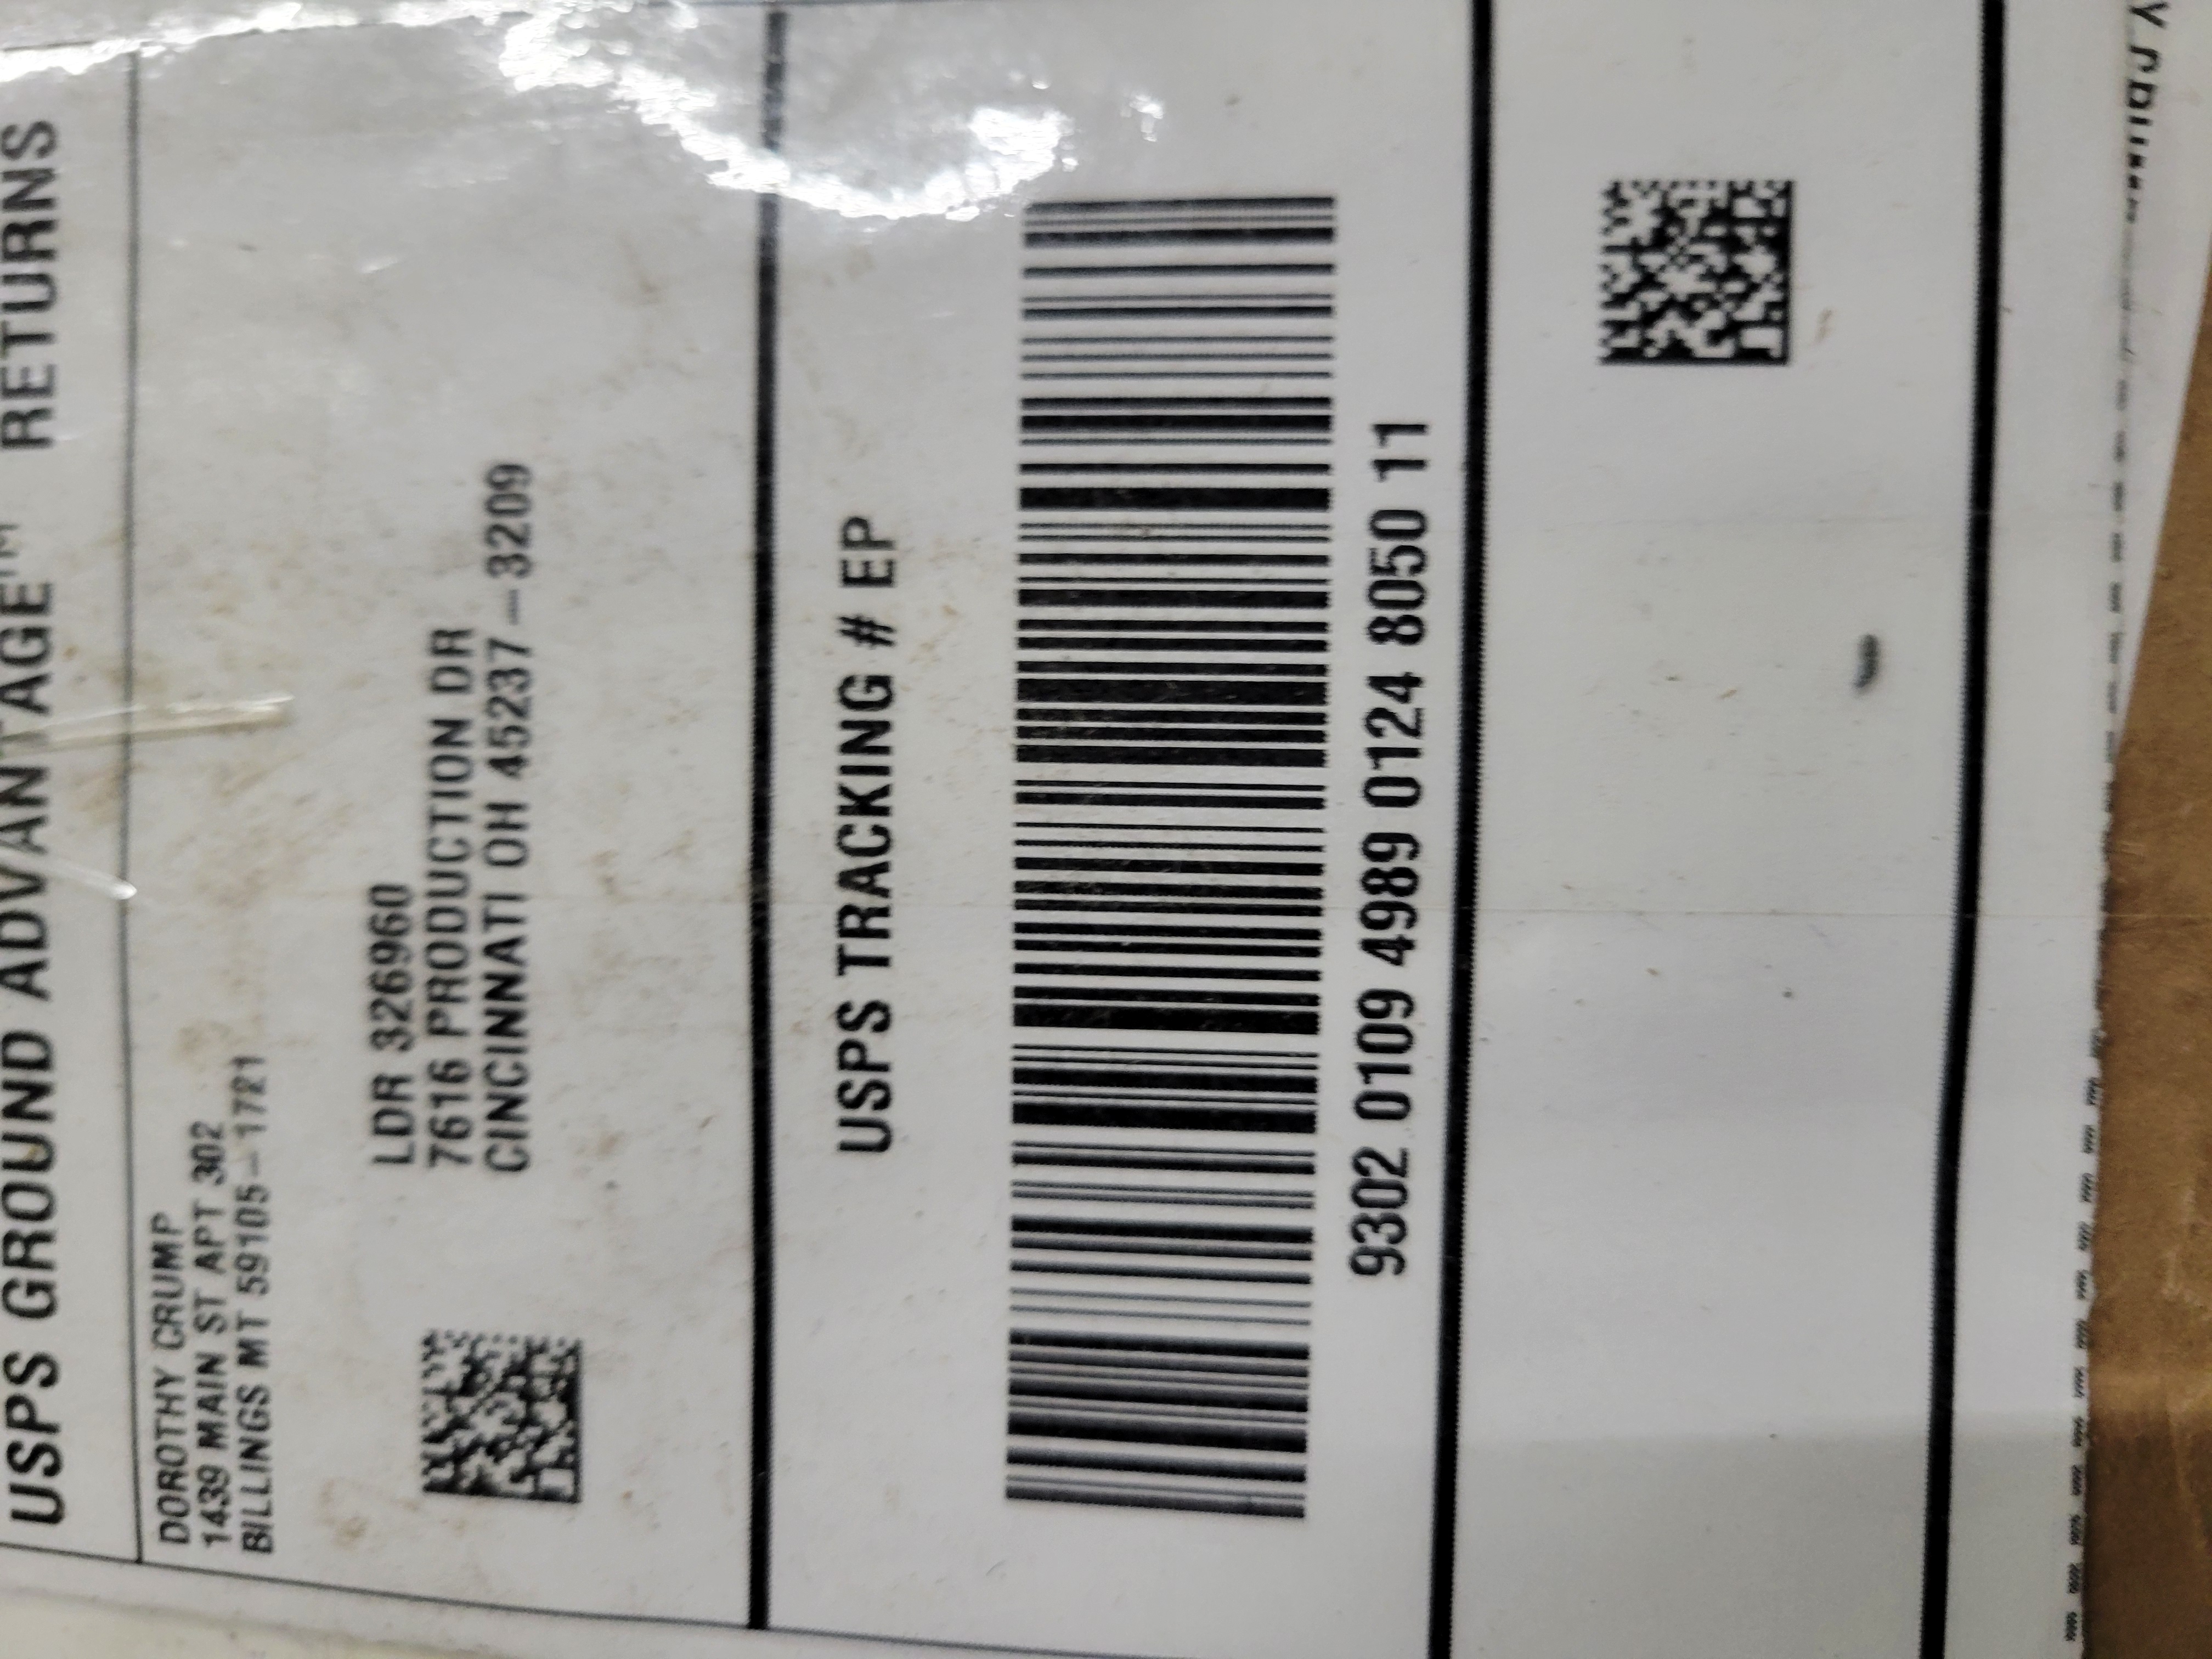 USPS GROUND ADVANTAGE™ RETURNS
DOROTHY CRUMP
1439 MAIN ST APT 302
BILLINGS MT 59105-1721
LDR 326960
7616 PRODUCTION DR
CINCINNATI OH 45237-3209
USPS TRACKING # EP
9302 0109 4989 0124 8050 11